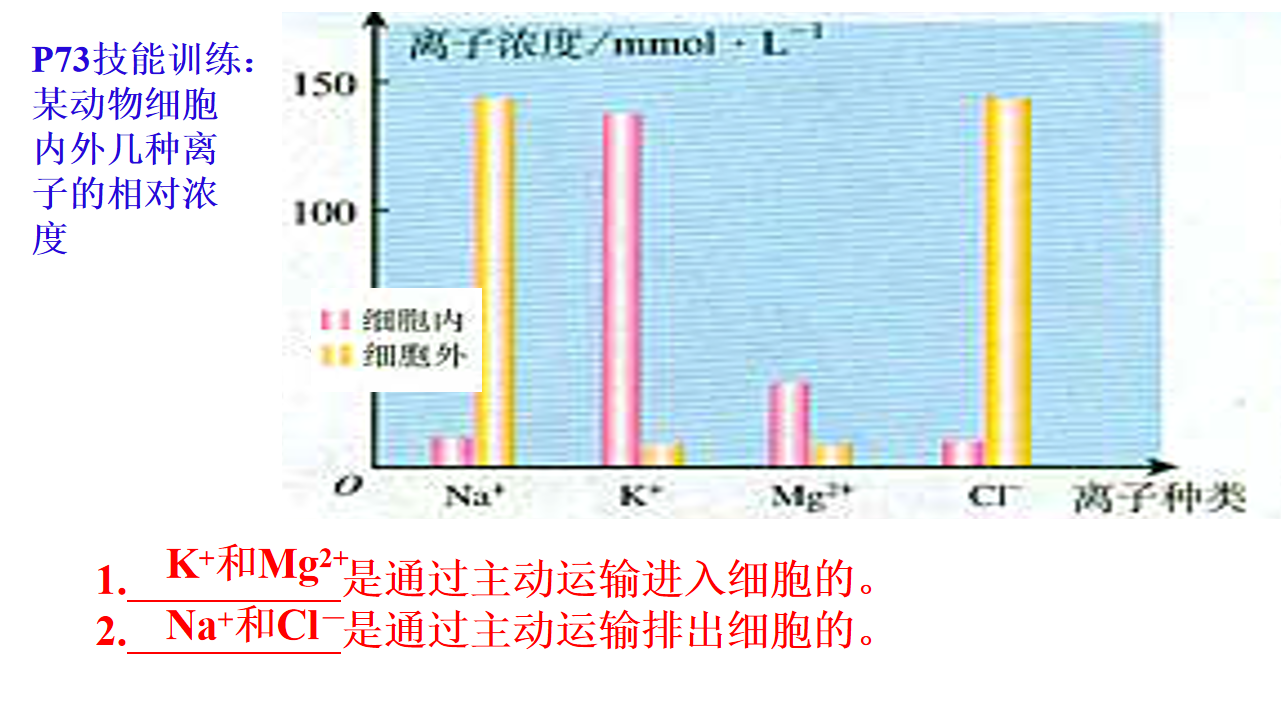 P73技能训练：
某动物细胞
内外几种离
子的相对浓
度
离子浓度/mmol·L⁻¹
150
100
细胞内
细胞外
O
Na⁺ K⁺ Mg²⁺ Cl⁻ 离子种类
1. K⁺和Mg²⁺是通过主动运输进入细胞的。
2. Na⁺和Cl⁻是通过主动运输排出细胞的。